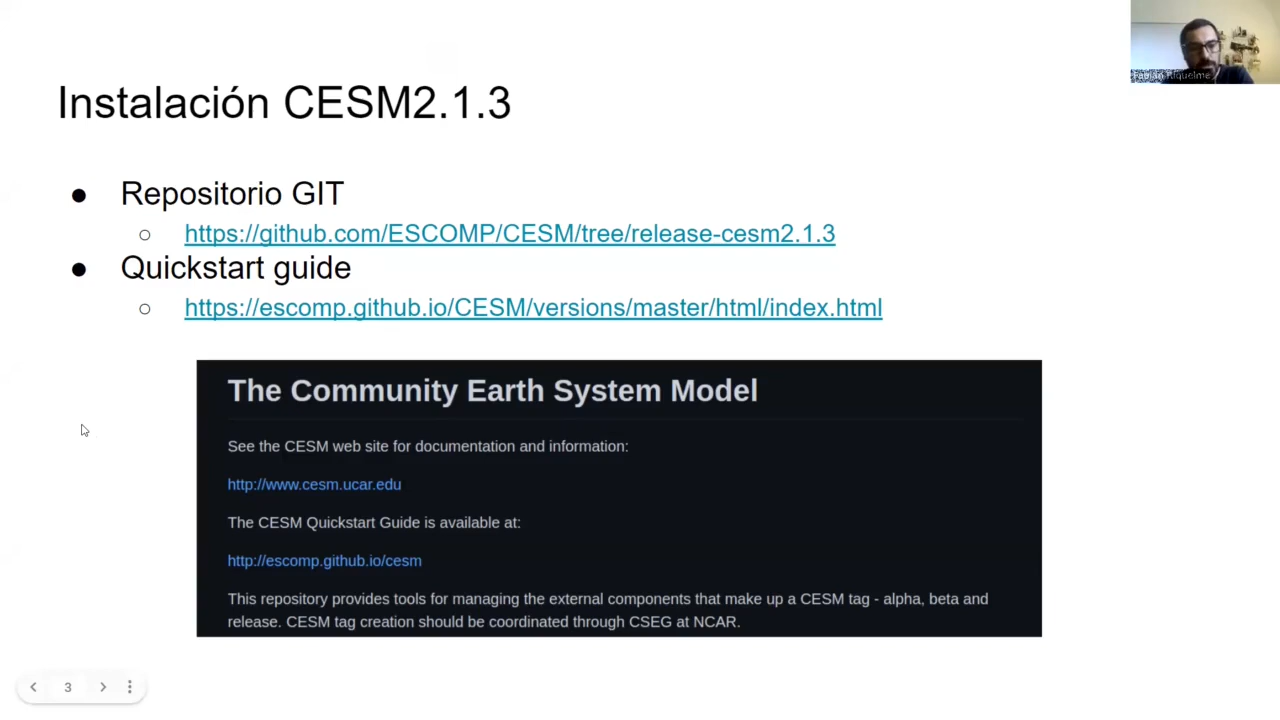 Instalación CESM2.1.3
Fabián Riquelme
● Repositorio GIT
○ https://github.com/ESCOMP/CESM/tree/release-cesm2.1.3
● Quickstart guide
○ https://escomp.github.io/CESM/versions/master/html/index.html
The Community Earth System Model
See the CESM web site for documentation and information:
http://www.cesm.ucar.edu
The CESM Quickstart Guide is available at:
http://escomp.github.io/cesm
This repository provides tools for managing the external components that make up a CESM tag - alpha, beta and
release. CESM tag creation should be coordinated through CSEG at NCAR.
3